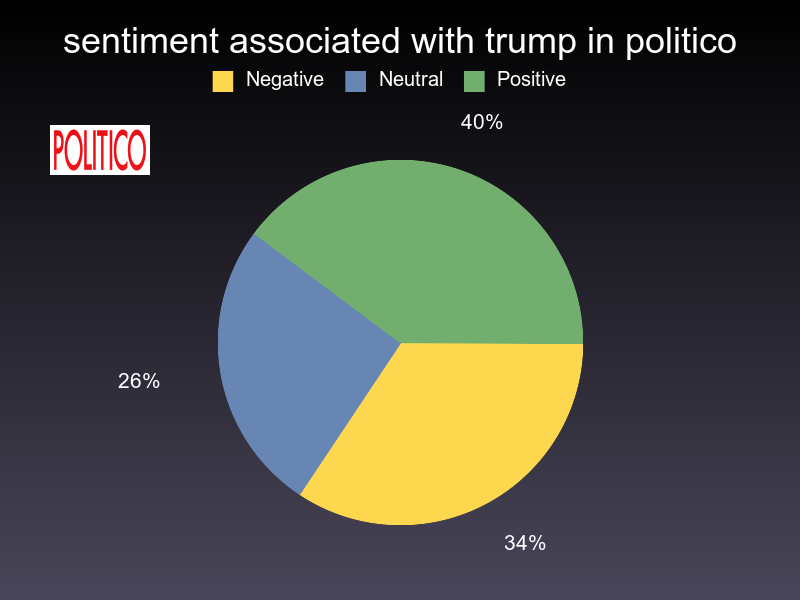 sentiment associated with trump in politico
Negative Neutral Positive
40%
POLITICO
26%
34%